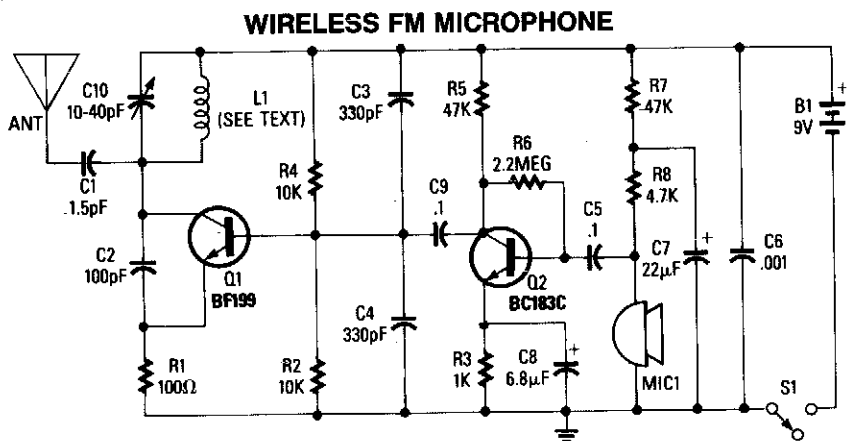 WIRELESS FM MICROPHONE
ANT
C10
10-40pF
L1
(SEE TEXT)
C3
330pF
R5
47K
R7
47K
B1
9V
+
C1
.1.5pF
R4
10K
R6
2.2MEG
R8
4.7K
C9
.1
C5
.1
C2
100pF
Q1
BF199
Q2
BC183C
C7
22μF
+
C6
.001
C4
330pF
R1
100Ω
R2
10K
R3
1K
C8
6.8μF
+
MIC1
S1